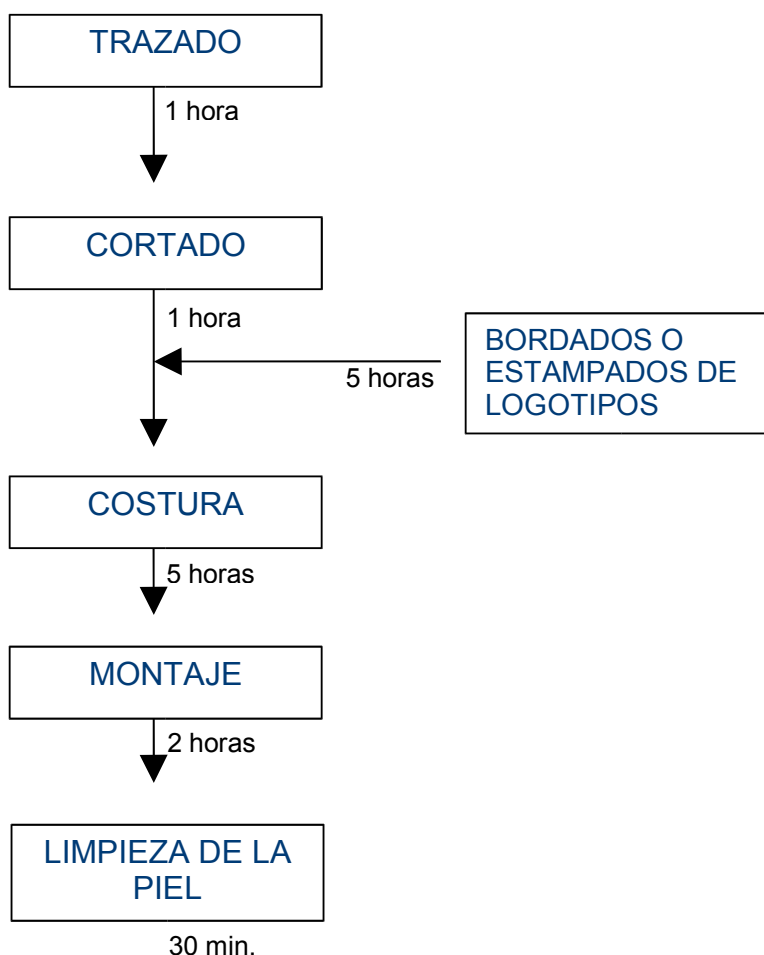 TRAZADO
1 hora
CORTADO
1 hora
BORDADOS O
ESTAMPADOS DE
LOGOTIPOS
5 horas
COSTURA
5 horas
MONTAJE
2 horas
LIMPIEZA DE LA
PIEL
30 min.